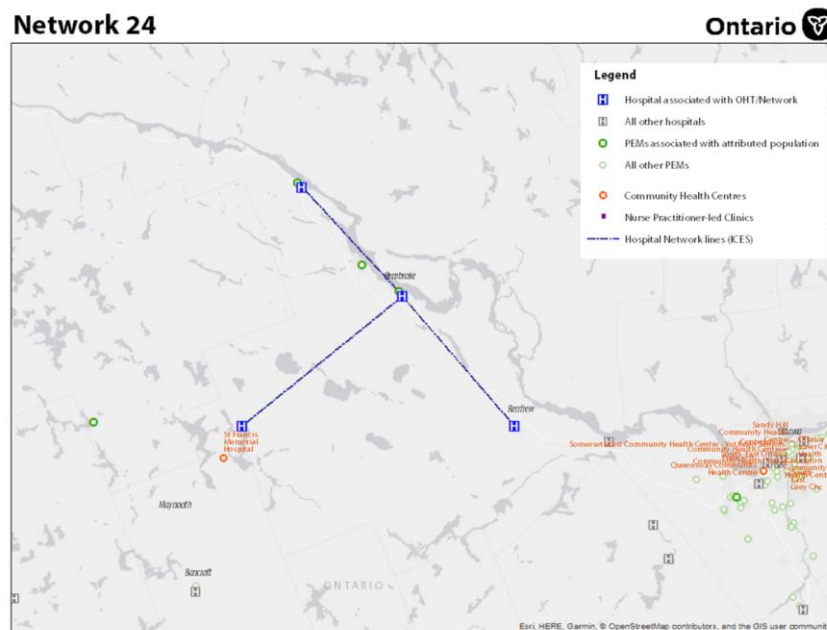 Network 24
Ontario
Legend
Hospital associated with OHT/Network
All other hospitals
PEMs associated with attributed population
All other PEMs
Community Health Centres
Nurse Practitioner-led Clinics
Hospital Network lines (ICES)
Pembroke
Renfrew
St Francis
Memorial
Hospital
Sandy Hill
Community Health
Somerset West Community Health Centre
Queensway Community
Health Centre
Grey Chc
Maynooth
Bancroft
ONTARIO
Esri, HERE, Garmin, © OpenStreetMap contributors, and the GIS user communit